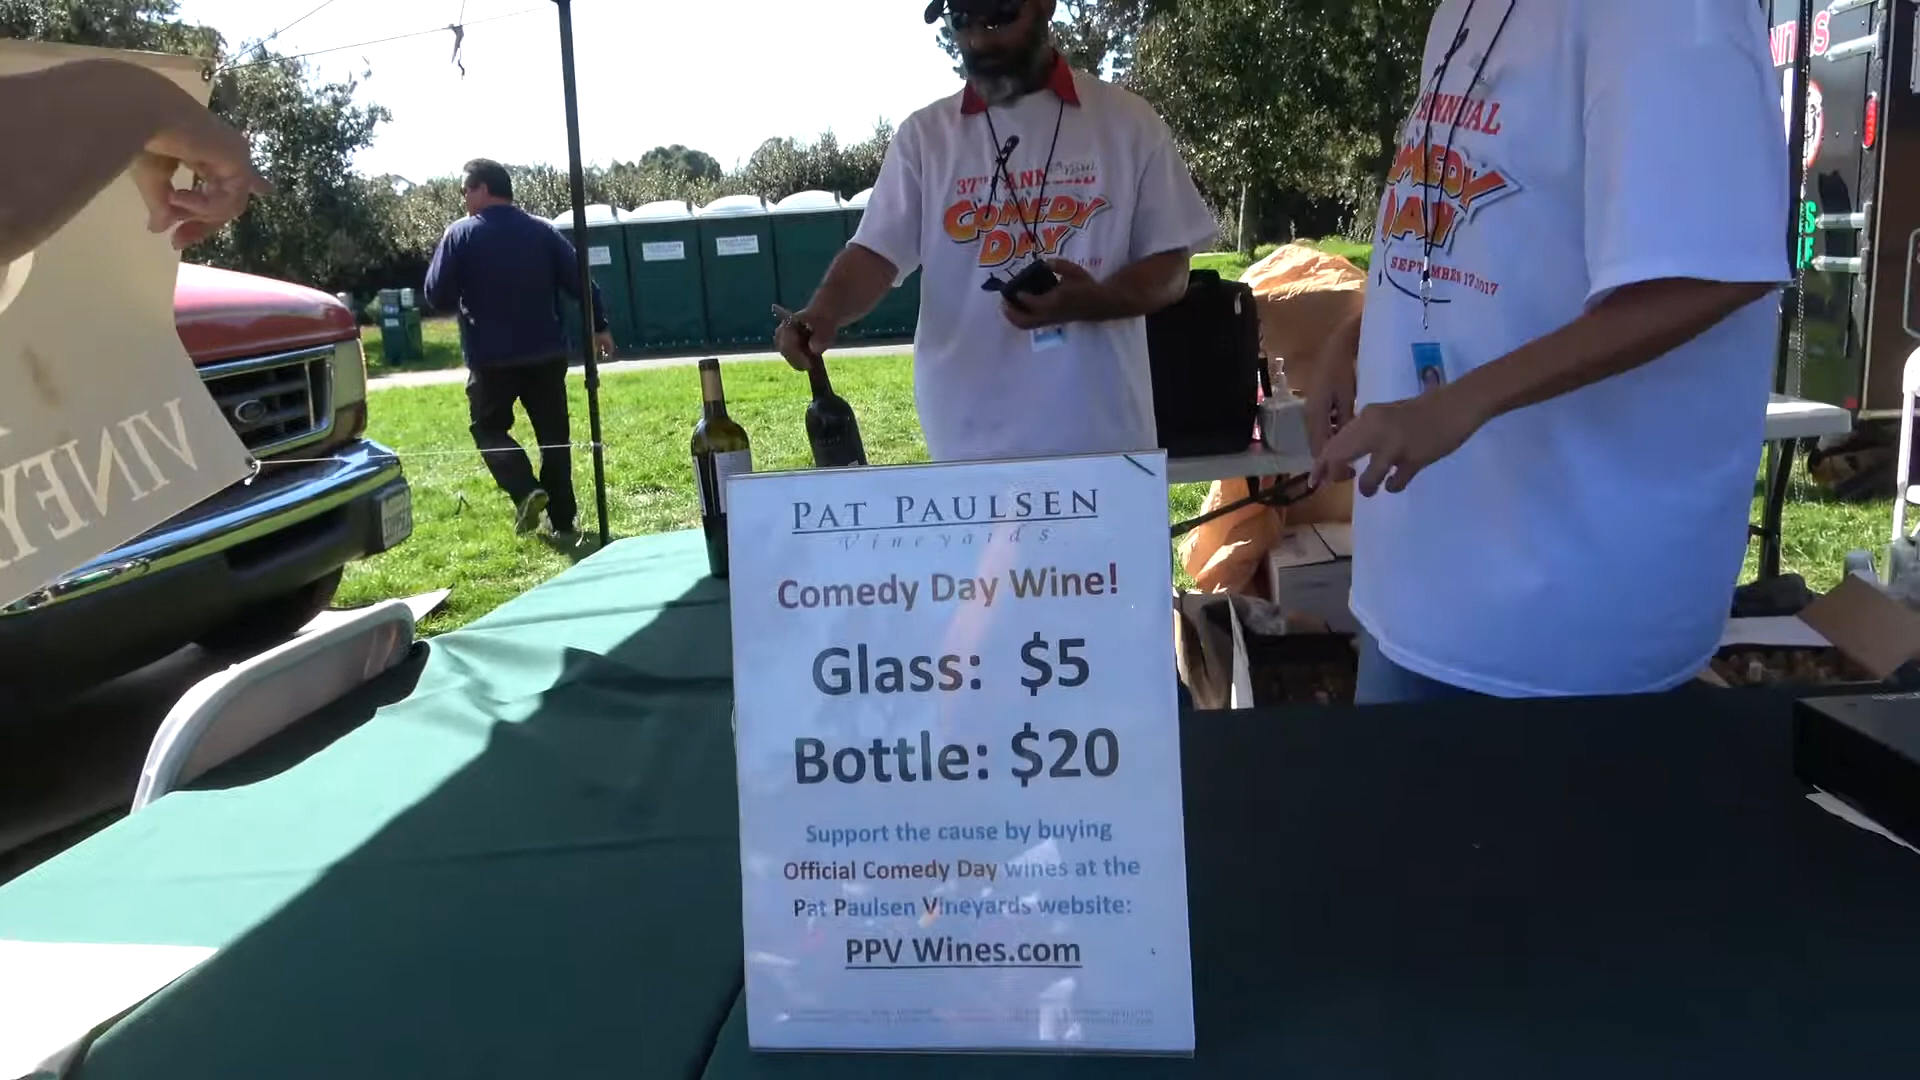 PAT PAULSEN
Vineyards
Comedy Day Wine!
Glass: $5
Bottle: $20
Support the cause by buying
Official Comedy Day wines at the
Pat Paulsen Vineyards website:
PPV Wines.com
37TH ANNUAL
COMEDY
DAY
ANNUAL
COMEDY
DAY
SEPTEMBER 17 2017